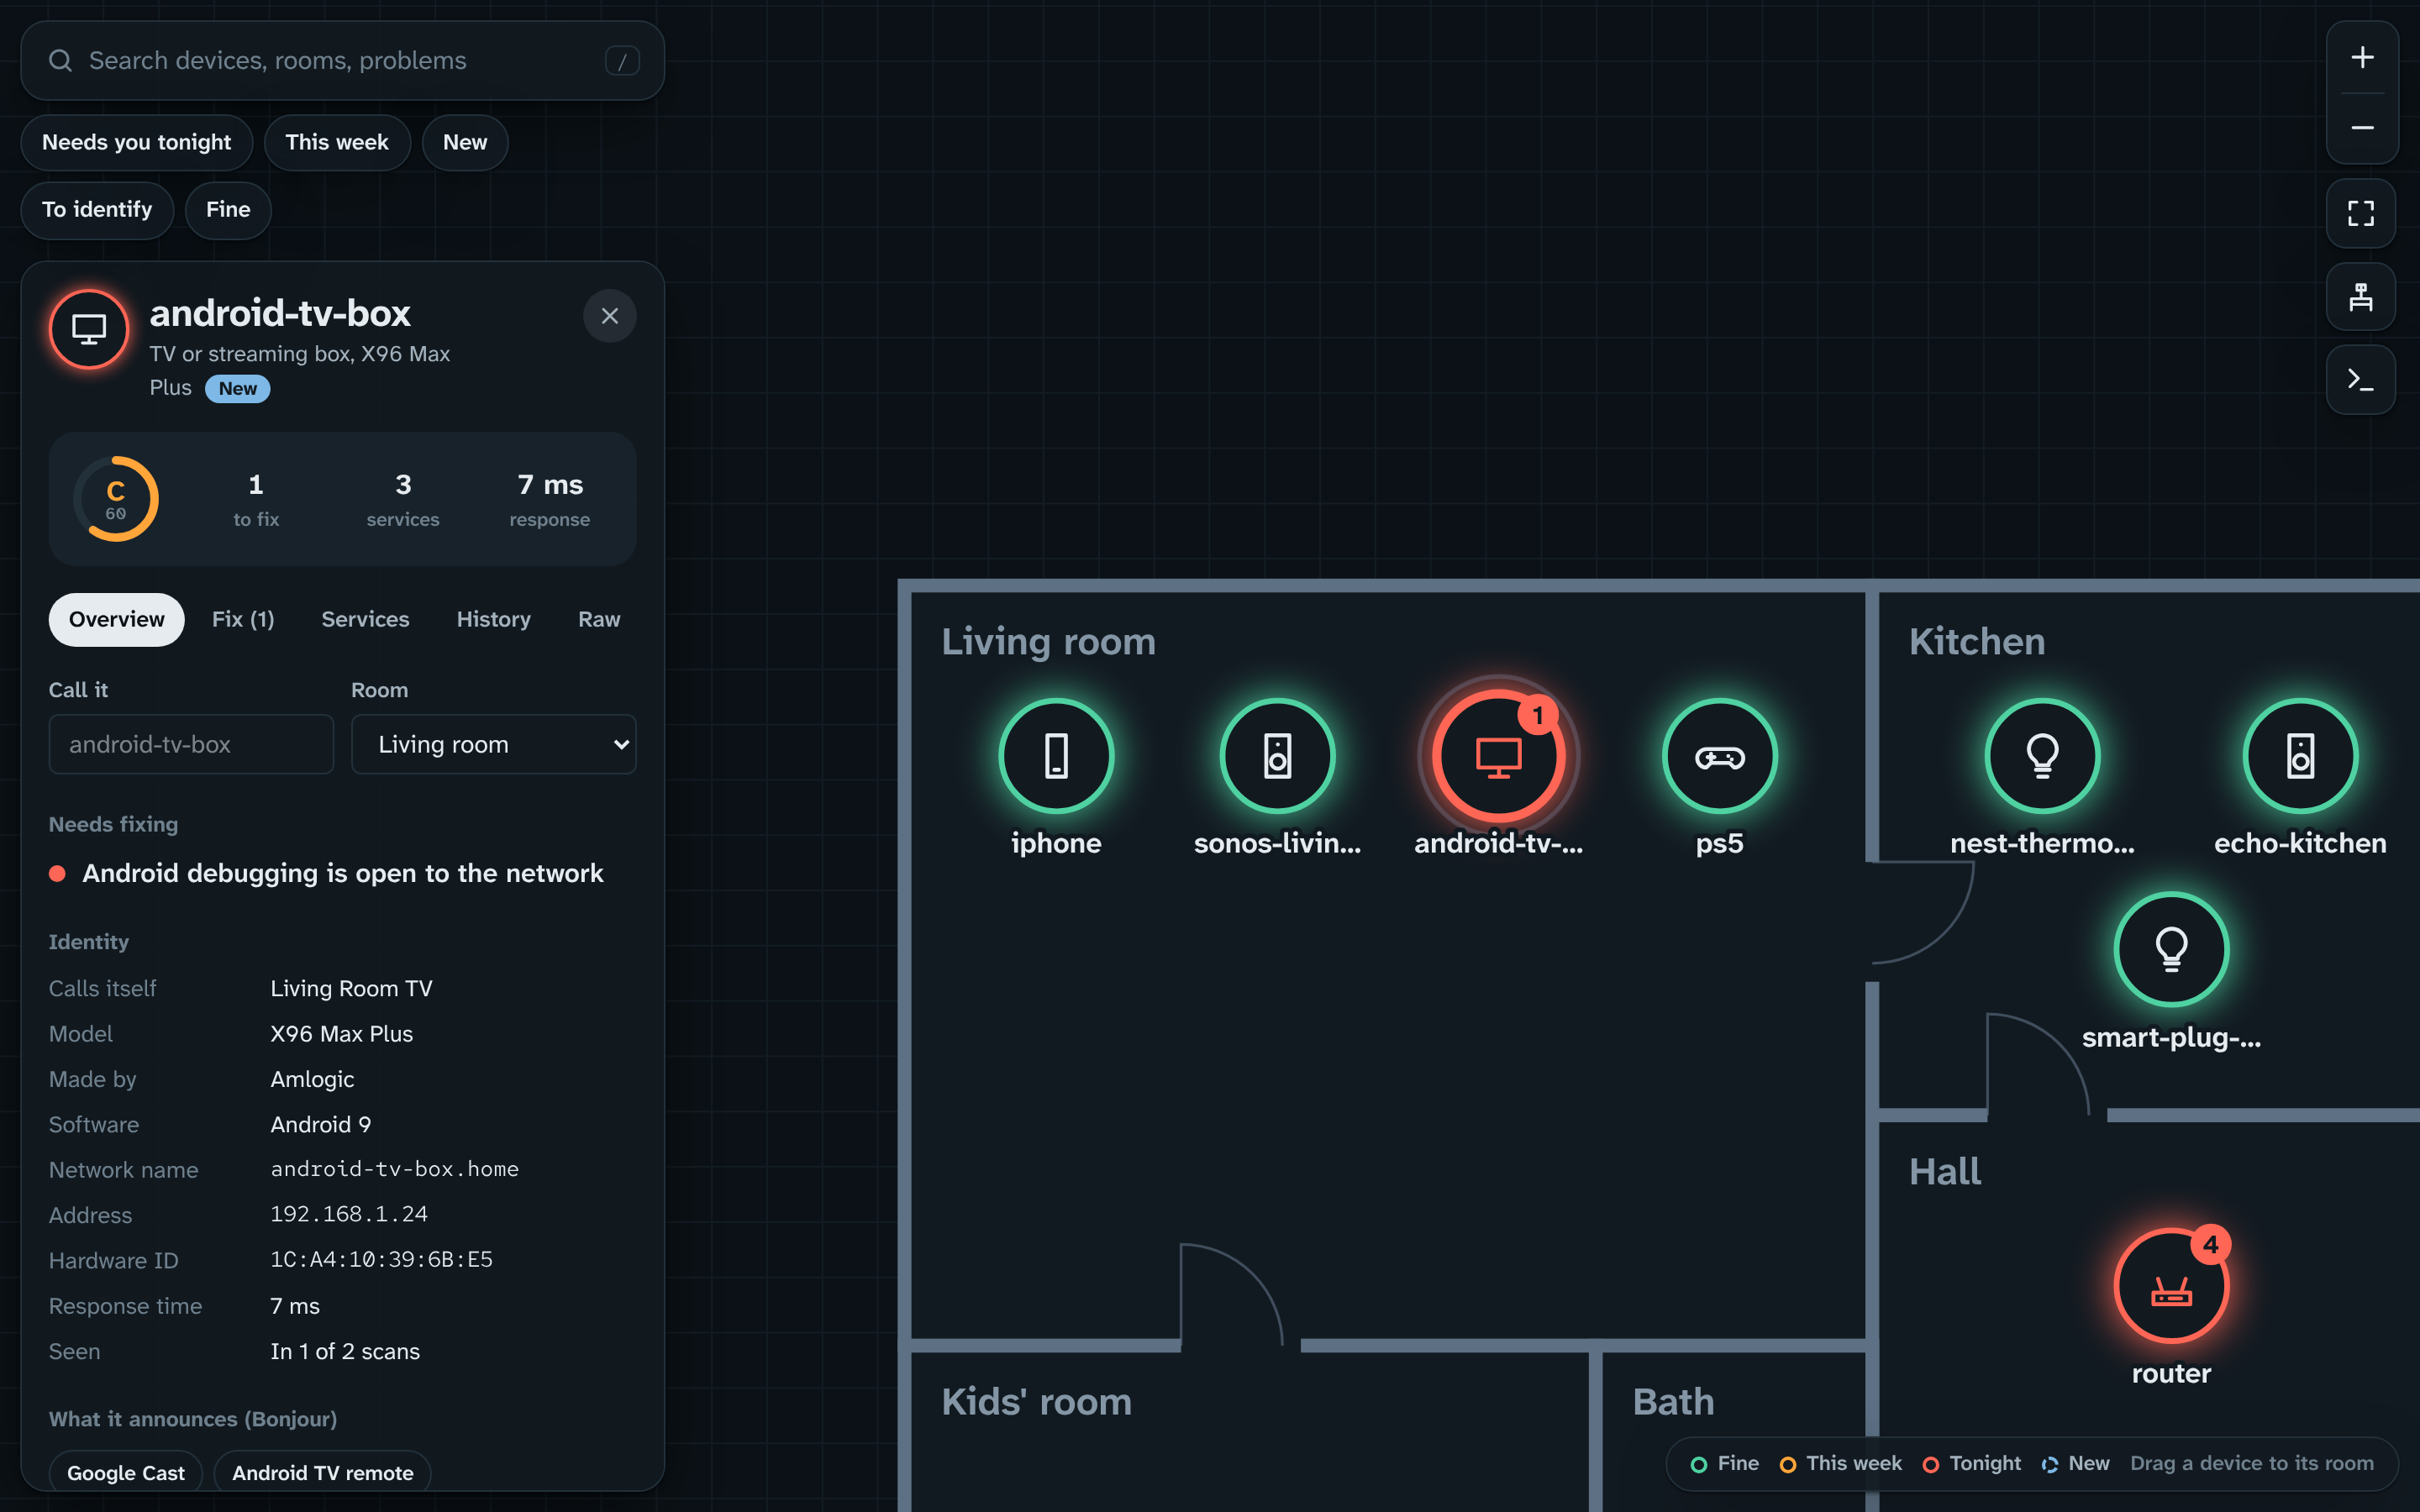 Search devices, rooms, problems /
Needs you tonight This week New
To identify Fine
android-tv-box
TV or streaming box, X96 Max
Plus New
C
60
1 3 7 ms
to fix services response
Overview Fix (1) Services History Raw
Call it Room
android-tv-box Living room
Needs fixing
Android debugging is open to the network
Identity
Calls itself Living Room TV
Model X96 Max Plus
Made by Amlogic
Software Android 9
Network name android-tv-box.home
Address 192.168.1.24
Hardware ID 1C:A4:10:39:6B:E5
Response time 7 ms
Seen In 1 of 2 scans
What it announces (Bonjour)
Google Cast Android TV remote
Living room
1
iphone sonos-livin... android-tv-... ps5
Kitchen
nest-thermo... echo-kitchen
smart-plug-...
Hall
4
router
Kids' room
Bath
Fine This week Tonight New Drag a device to its room